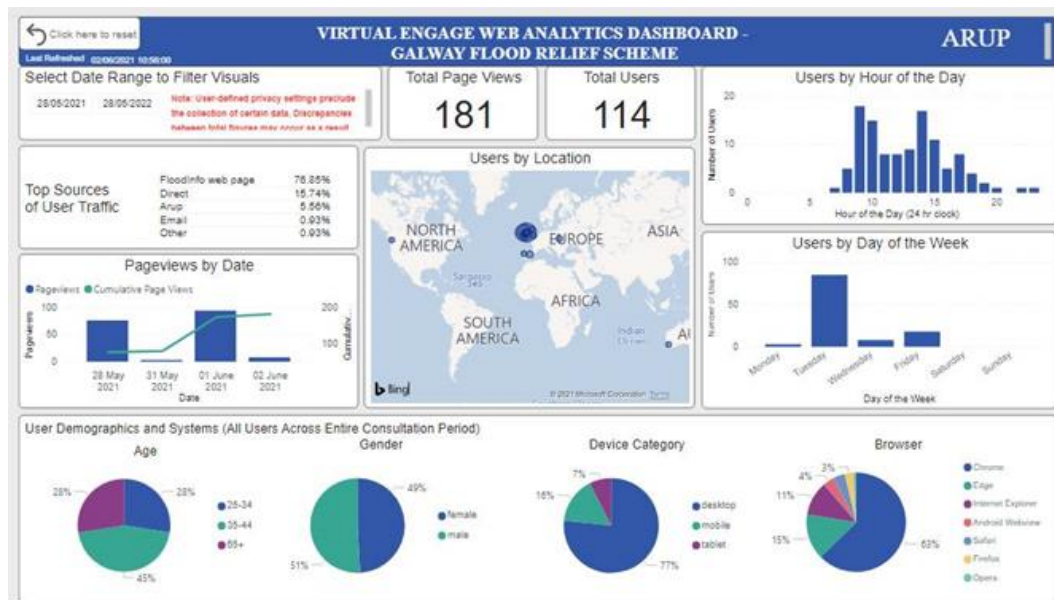 Click here to reset
Last Refreshed 02/06/2021 10:56:00
VIRTUAL ENGAGE WEB ANALYTICS DASHBOARD -
GALWAY FLOOD RELIEF SCHEME
ARUP
Select Date Range to Filter Visuals
28/05/2021 28/05/2022
Note: User-defined privacy settings preclude
the collection of certain data. Discrepancies
between total figures may occur as a result
Total Page Views
181
Total Users
114
Users by Hour of the Day
Number of Users
20
10
0
0 5 10 15 20
Hour of the Day (24 hr clock)
Top Sources
of User Traffic
FloodInfo web page 76.85%
Direct 15.74%
Arup 5.56%
Email 0.93%
Other 0.93%
Users by Location
NORTH
AMERICA
EUROPE
ASIA
Sargasso
Sea
AFRICA
SOUTH
AMERICA
Indian
Ocean
AU
Bing
© 2021 Microsoft Corporation Terms
Users by Day of the Week
Number of Users
100
50
0
Monday Tuesday Wednesday Friday Saturday Sunday
Day of the Week
Pageviews by Date
Pageviews Cumulative Page Views
Pageviews
100
50
0
200
100
Cumulativ...
28 May
2021
31 May
2021
01 June
2021
02 June
2021
Date
User Demographics and Systems (All Users Across Entire Consultation Period)
Age
28%
28%
45%
25-34
35-44
65+
Gender
49%
51%
female
male
Device Category
7%
16%
77%
desktop
mobile
tablet
Browser
3%
4%
11%
15%
63%
Chrome
Edge
Internet Explorer
Android Webview
Safari
Firefox
Opera